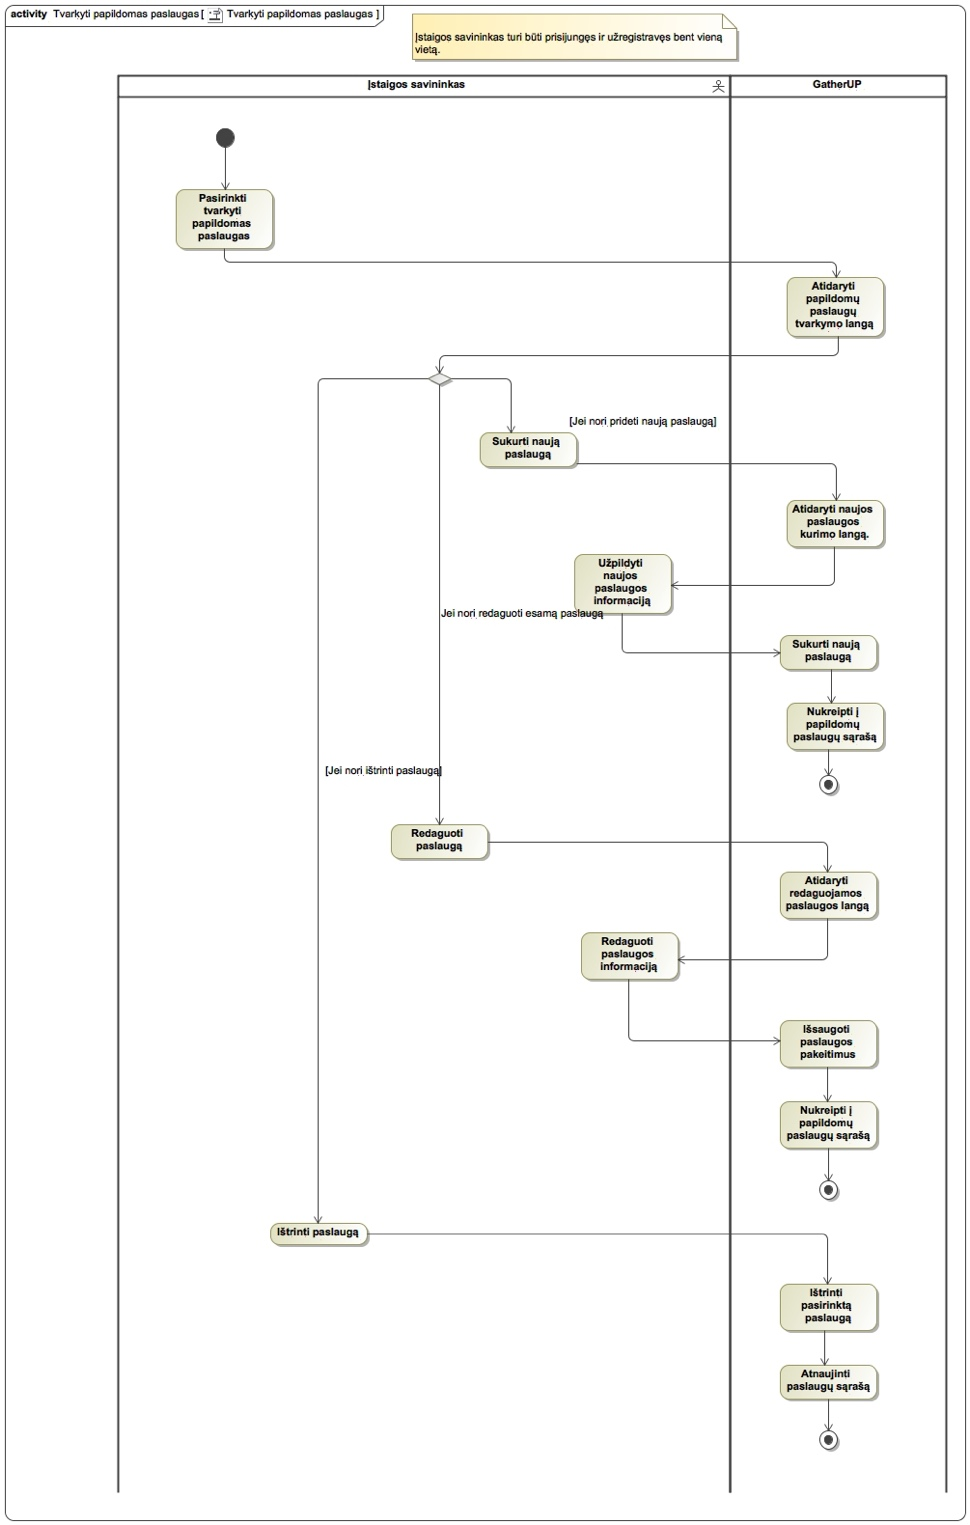 activity Tvarkyti papildomas paslaugas [ Tvarkyti papildomas paslaugas ]
Įstaigos savininkas turi būti prisijungęs ir užregistravęs bent vieną
vietą.
Įstaigos savininkas
GatherUP
Pasirinkti
tvarkyti
papildomas
paslaugas
Atidaryti
papildomų
paslaugų
tvarkymo langą
[Jei nori prideti naują paslaugą]
Sukurti naują
paslaugą
Atidaryti naujos
paslaugos
kurimo langą.
Užpildyti
naujos
paslaugos
informaciją
Jei nori redaguoti esamą paslaugą
Sukurti naują
paslaugą
Nukreipti į
papildomų
paslaugų sąrašą
[Jei nori ištrinti paslaugą]
Redaguoti
paslaugą
Atidaryti
redaguojamos
paslaugos langą
Redaguoti
paslaugos
informaciją
Išsaugoti
paslaugos
pakeitimus
Nukreipti į
papildomų
paslaugų sąrašą
Ištrinti paslaugą
Ištrinti
pasirinktą
paslaugą
Atnaujinti
paslaugų sąrašą